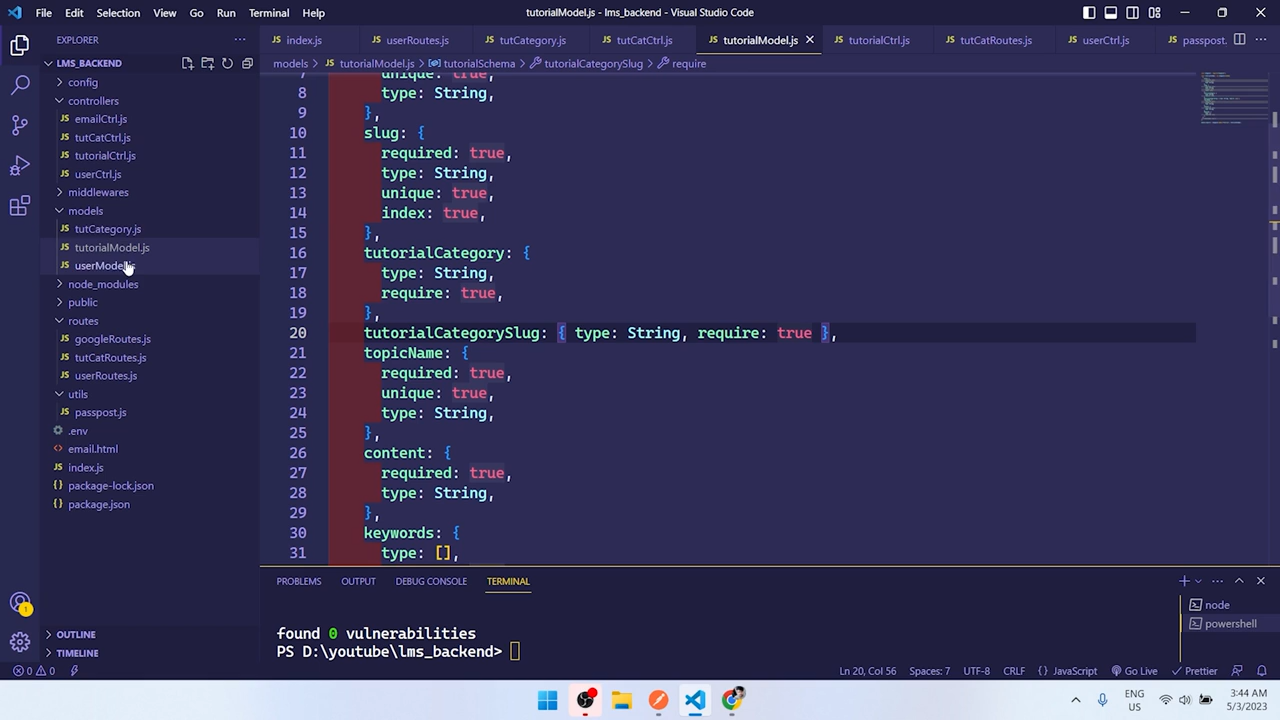 File Edit Selection View Go Run Terminal Help
tutorialModel.js - lms_backend - Visual Studio Code
EXPLORER
LMS_BACKEND
config
controllers
emailCtrl.js
tutCatCtrl.js
tutorialCtrl.js
userCtrl.js
middlewares
models
tutCategory.js
tutorialModel.js
userModel.js
node_modules
public
routes
googleRoutes.js
tutCatRoutes.js
userRoutes.js
utils
passpost.js
.env
email.html
index.js
package-lock.json
package.json
OUTLINE
TIMELINE
index.js userRoutes.js tutCategory.js tutCatCtrl.js tutorialModel.js tutorialCtrl.js tutCatRoutes.js userCtrl.js passpost.
models > tutorialModel.js > tutorialSchema > tutorialCategorySlug > require
7 unique: true,
8 type: String,
9 },
10 slug: {
11 required: true,
12 type: String,
13 unique: true,
14 index: true,
15 },
16 tutorialCategory: {
17 type: String,
18 require: true,
19 },
20 tutorialCategorySlug: { type: String, require: true },
21 topicName: {
22 required: true,
23 unique: true,
24 type: String,
25 },
26 content: {
27 required: true,
28 type: String,
29 },
30 keywords: {
31 type: [],
PROBLEMS OUTPUT DEBUG CONSOLE TERMINAL
found 0 vulnerabilities
PS D:\youtube\lms_backend>
node
powershell
1
0 0 Ln 20, Col 56 Spaces: 7 UTF-8 CRLF {} JavaScript Go Live Prettier
ENG
US
3:44 AM
5/3/2023